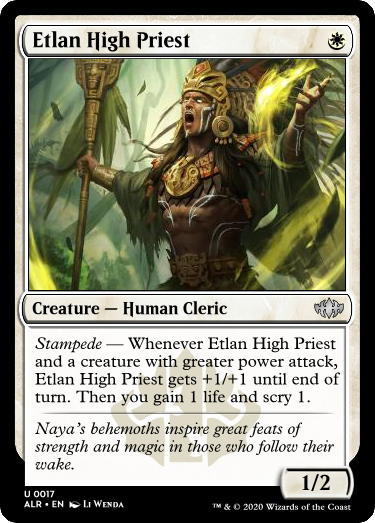 Etlan High Priest
Creature — Human Cleric
Stampede — Whenever Etlan High Priest
and a creature with greater power attack,
Etlan High Priest gets +1/+1 until end of
turn. Then you gain 1 life and scry 1.
Naya's behemoths inspire great feats of
strength and magic in those who follow their
wake.
1/2
U 0017
ALR • EN Li Wenda
™ & © 2020 Wizards of the Coast